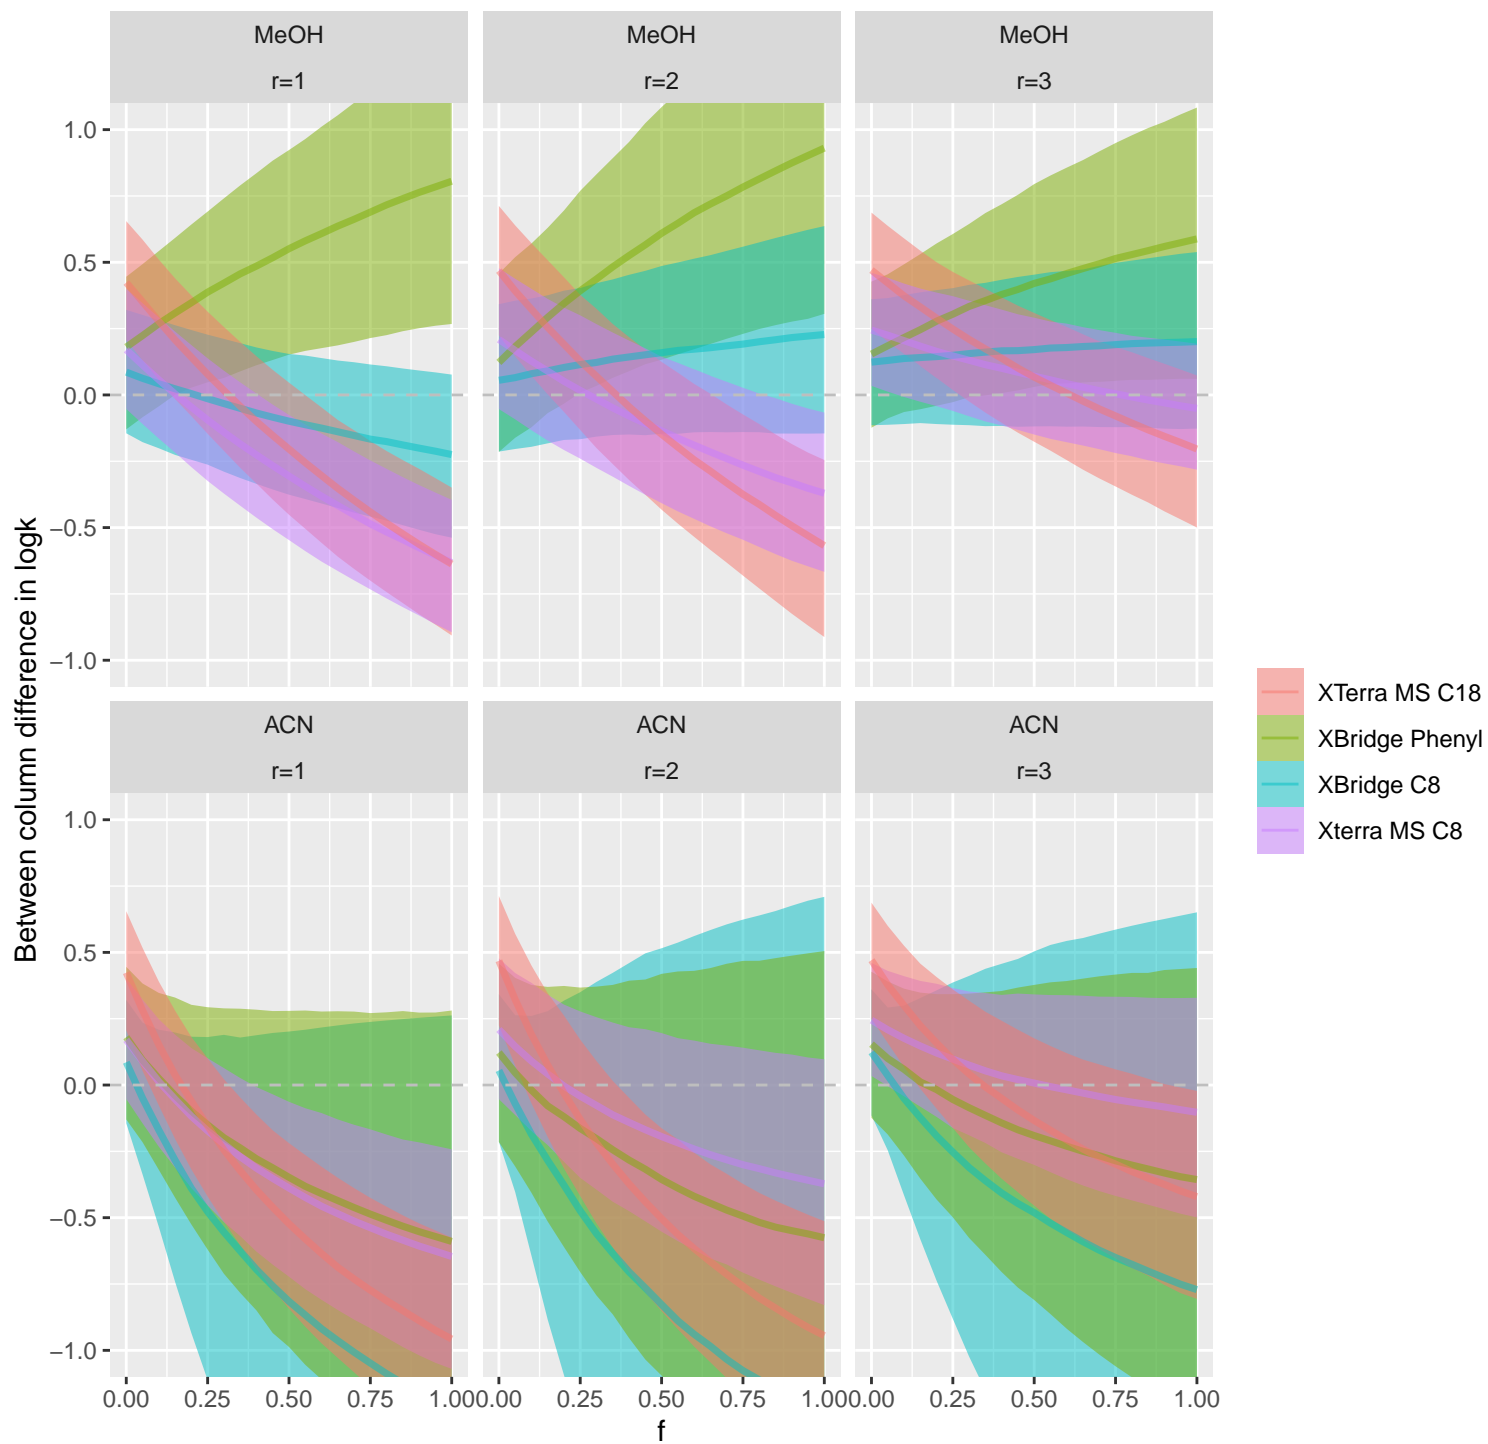 MeOH
MeOH
MeOH
r=1
r=2
r=3
1.0
0.5
0.0
−0.5
−1.0
Between column difference in logk
ACN
ACN
ACN
r=1
r=2
r=3
1.0
0.5
0.0
−0.5
−1.0
0.00 0.25 0.50 0.75 1.00
0.00 0.25 0.50 0.75 1.00
0.00 0.25 0.50 0.75 1.00
f
XTerra MS C18
XBridge Phenyl
XBridge C8
Xterra MS C8